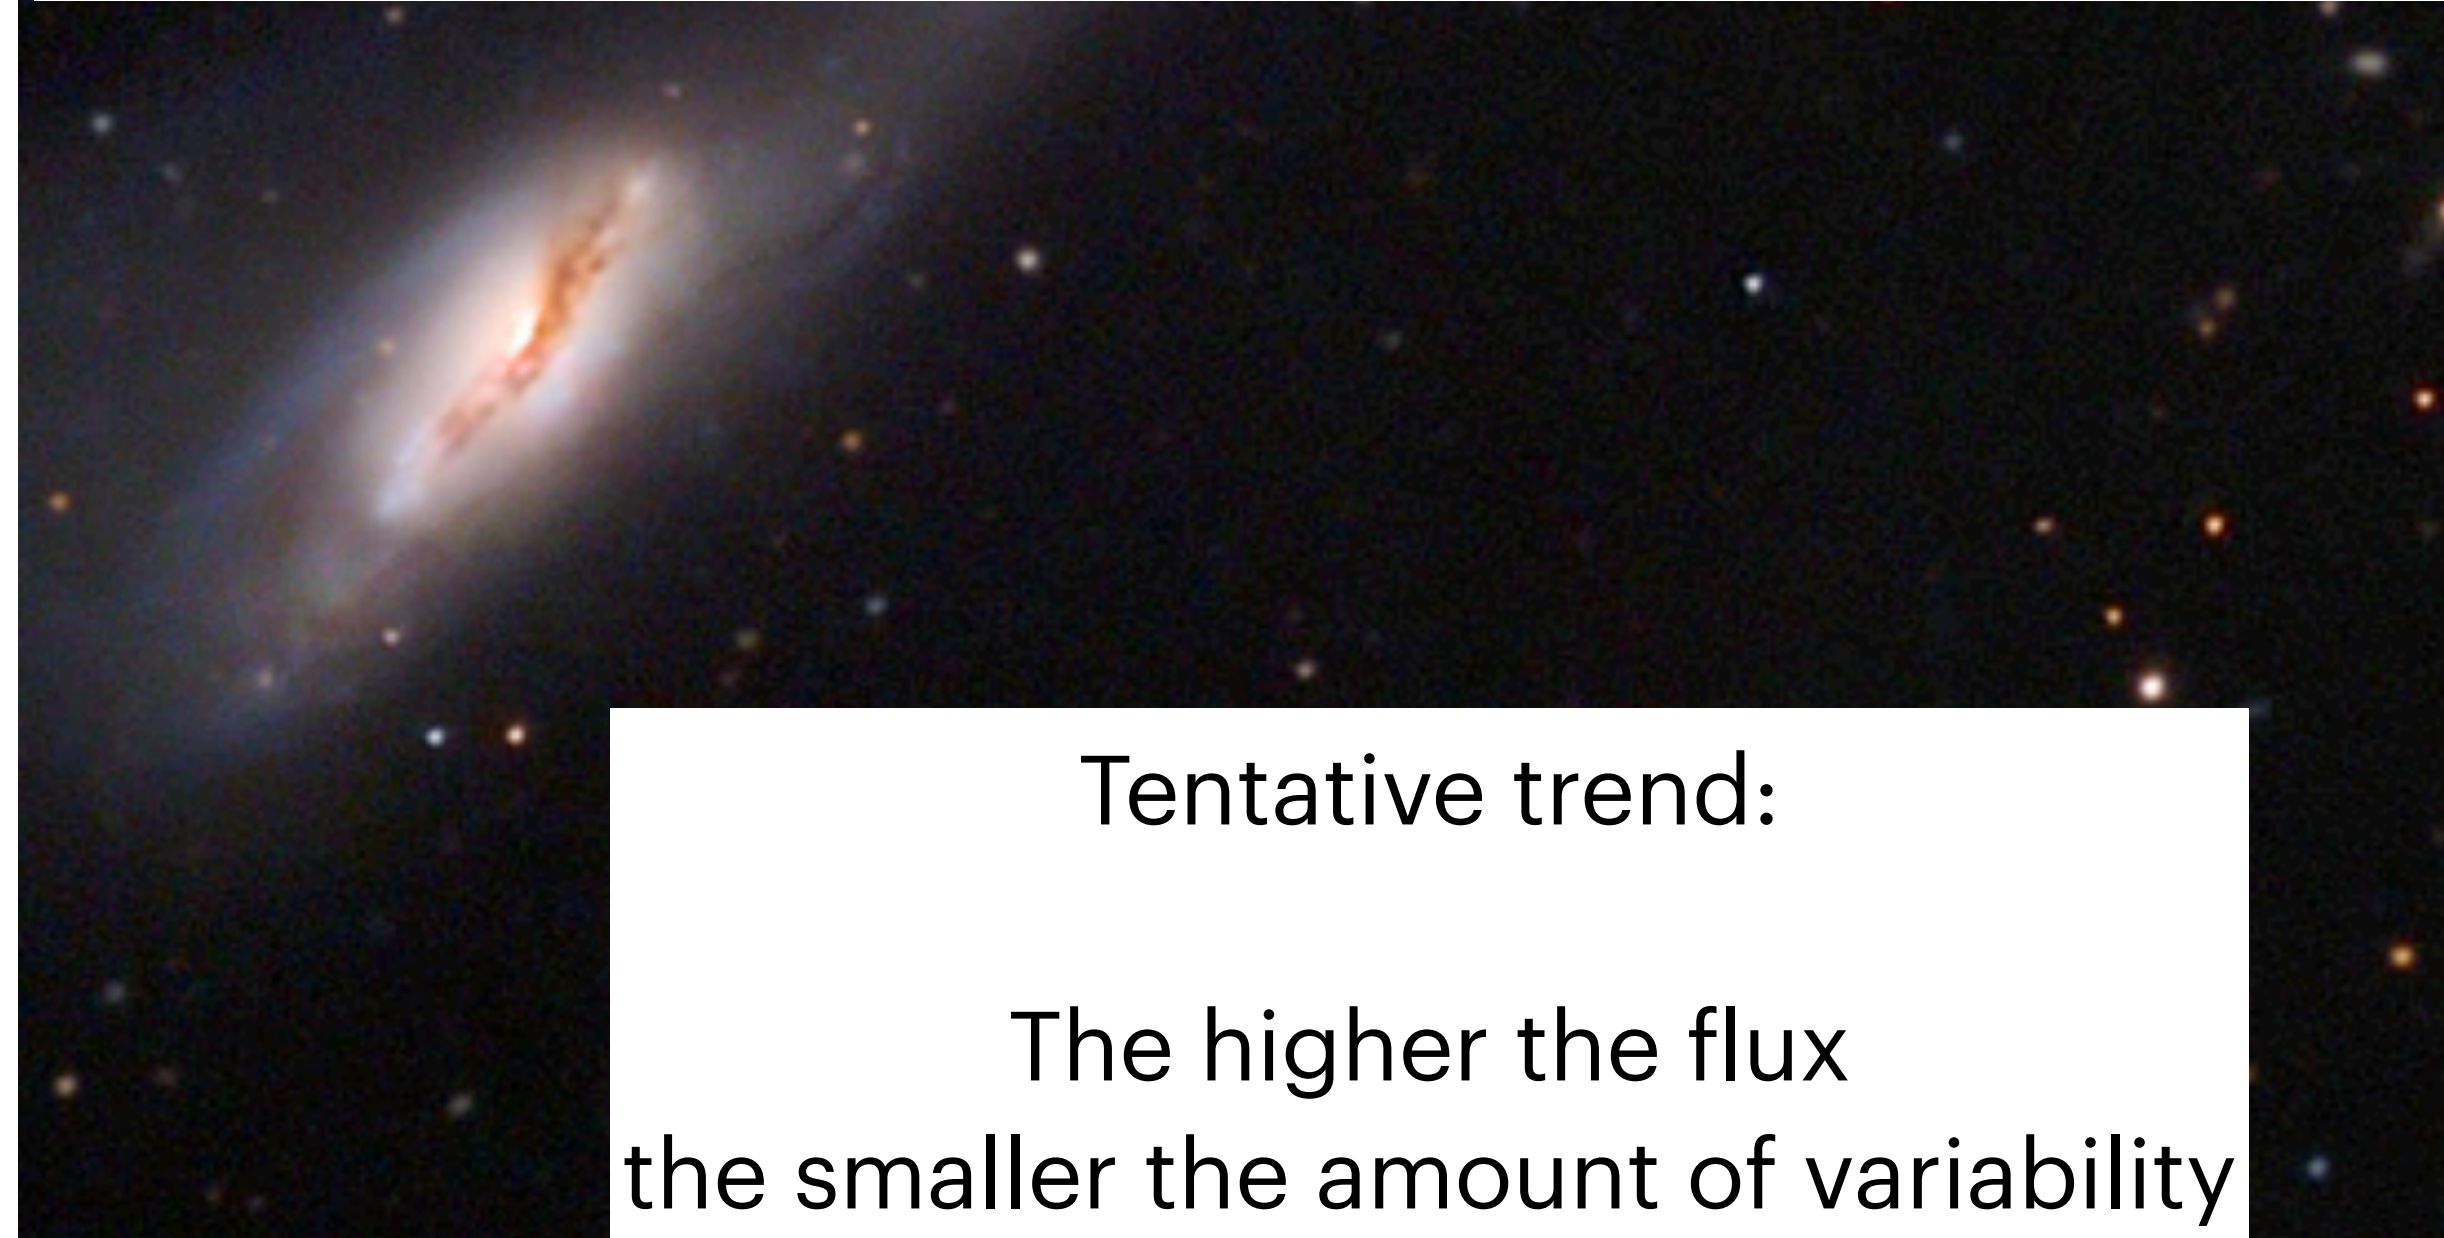 Tentative trend:
The higher the flux
the smaller the amount of variability